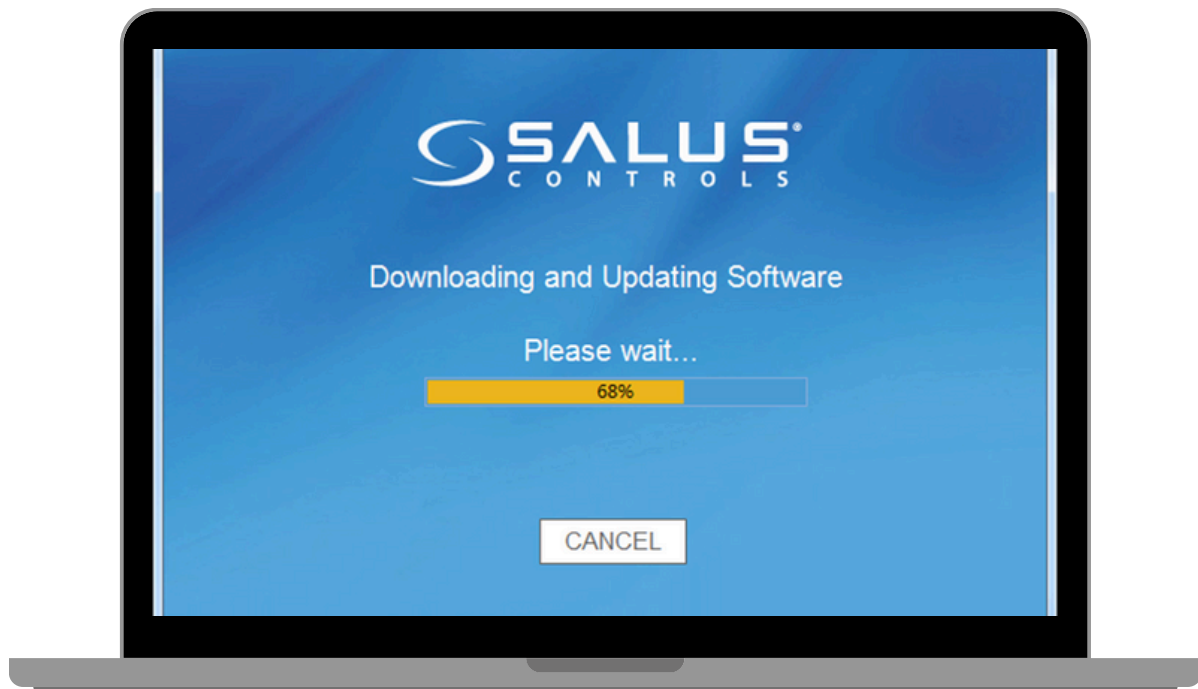 SALUS®
CONTROLS
Downloading and Updating Software
Please wait...
68%
CANCEL